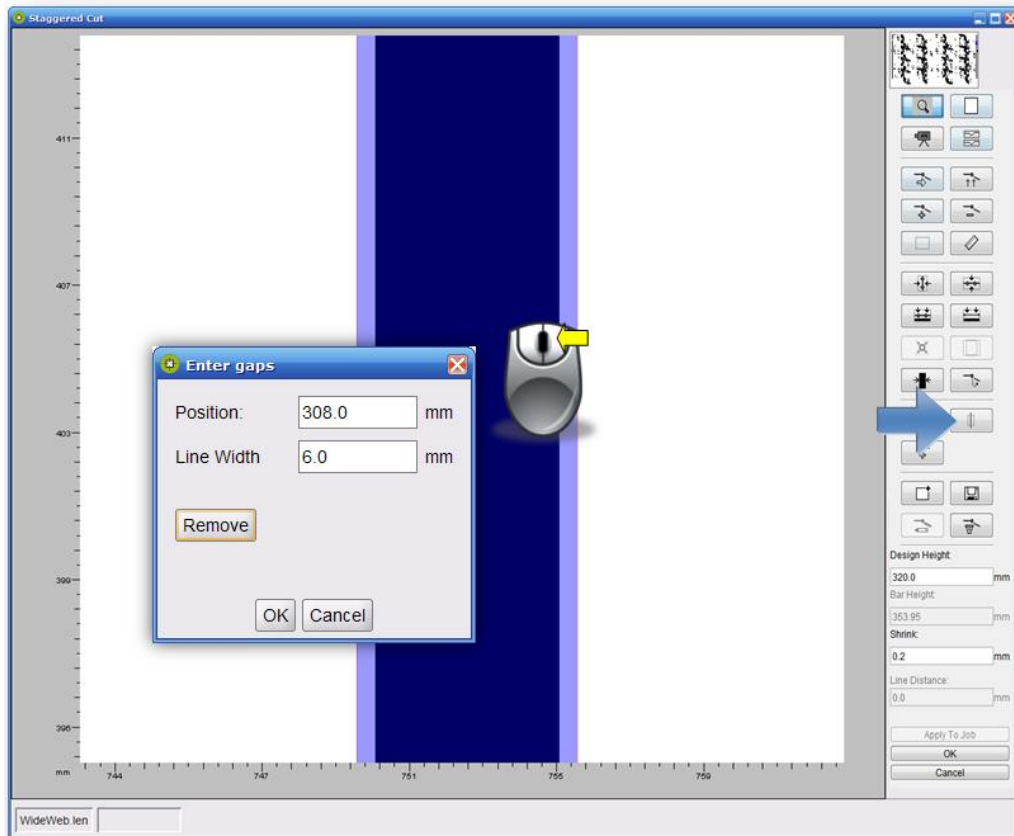 Staggered Cut
411
407
403
399
396
mm
744
747
751
755
759
Enter gaps
Position:
308.0
mm
Line Width
6.0
mm
Remove
OK
Cancel
Design Height:
320.0
mm
Bar Height:
353.95
mm
Shrink:
0.2
mm
Line Distance:
0.0
mm
Apply To Job
OK
Cancel
WideWeb.len